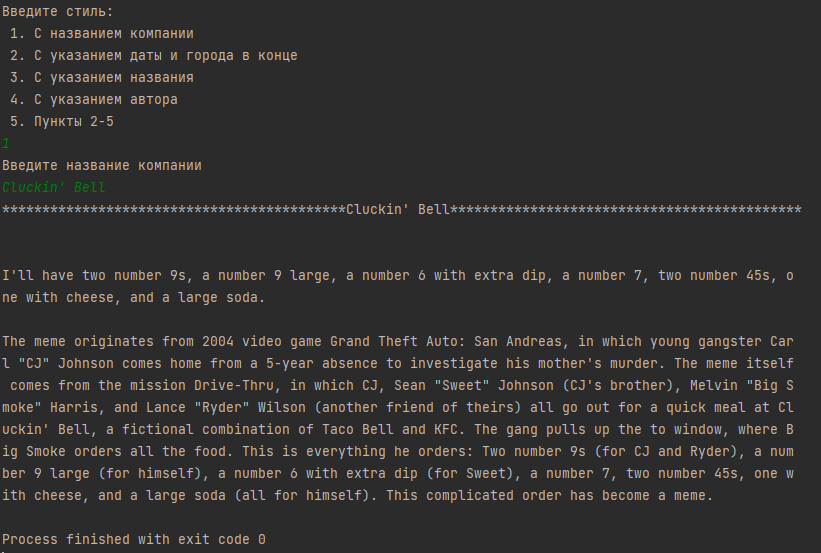 Введите стиль:
1. С названием компании
2. С указанием даты и города в конце
3. С указанием названия
4. С указанием автора
5. Пункты 2-5
1
Введите название компании
Cluckin' Bell
*******************************************Cluckin' Bell********************************************
I'll have two number 9s, a number 9 large, a number 6 with extra dip, a number 7, two number 45s, o
ne with cheese, and a large soda.
The meme originates from 2004 video game Grand Theft Auto: San Andreas, in which young gangster Car
l "CJ" Johnson comes home from a 5-year absence to investigate his mother's murder. The meme itself
comes from the mission Drive-Thru, in which CJ, Sean "Sweet" Johnson (CJ's brother), Melvin "Big S
moke" Harris, and Lance "Ryder" Wilson (another friend of theirs) all go out for a quick meal at Cl
uckin' Bell, a fictional combination of Taco Bell and KFC. The gang pulls up the to window, where B
ig Smoke orders all the food. This is everything he orders: Two number 9s (for CJ and Ryder), a num
ber 9 large (for himself), a number 6 with extra dip (for Sweet), a number 7, two number 45s, one w
ith cheese, and a large soda (all for himself). This complicated order has become a meme.
Process finished with exit code 0